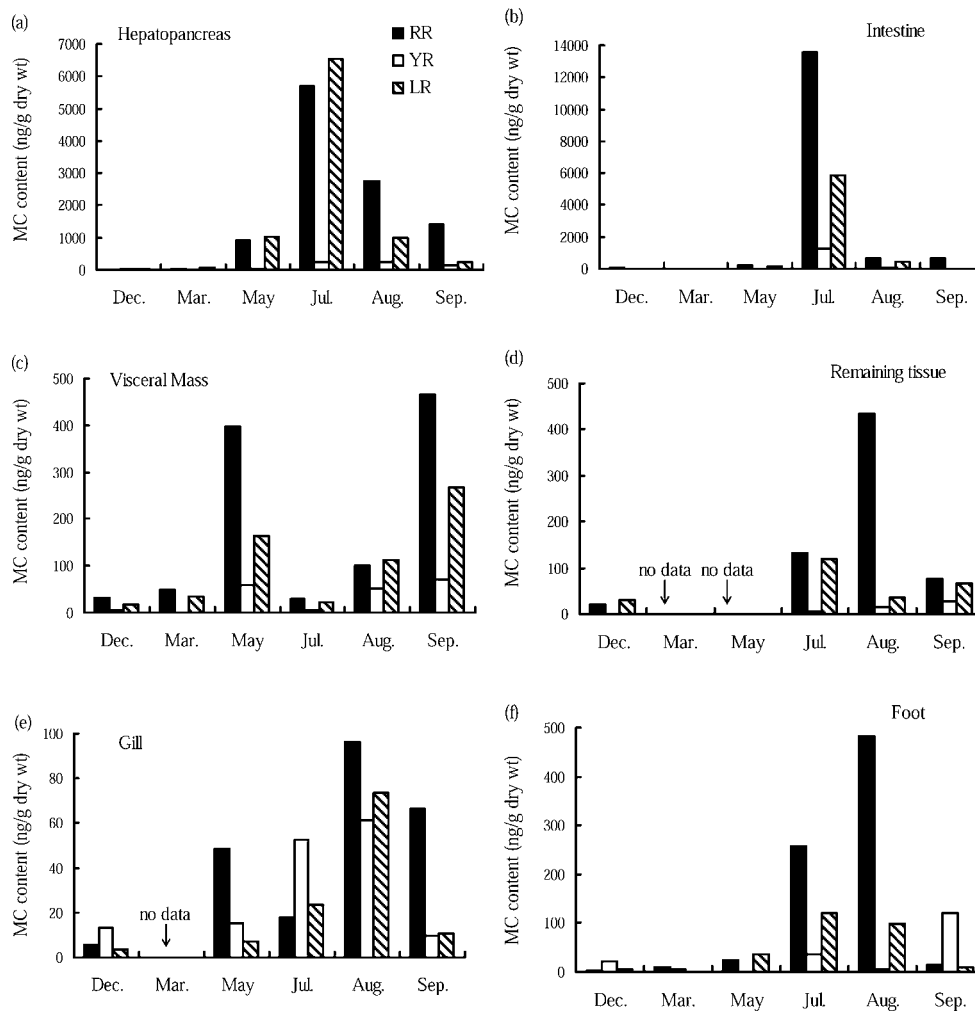 (a)
Hepatopancreas
RR
YR
LR
MC content (ng/g dry wt)
7000
6000
5000
4000
3000
2000
1000
0
Dec. Mar. May Jul. Aug. Sep.
(b)
Intestine
MC content (ng/g dry wt)
14000
12000
10000
8000
6000
4000
2000
0
Dec. Mar. May Jul. Aug. Sep.
(c)
Visceral Mass
MC content (ng/g dry wt)
500
400
300
200
100
0
Dec. Mar. May Jul. Aug. Sep.
(d)
Remaining tissue
MC content (ng/g dry wt)
500
400
300
200
100
0
no data no data
Dec. Mar. May Jul. Aug. Sep.
(e)
Gill
MC content (ng/g dry wt)
100
80
60
40
20
0
no data
Dec. Mar. May Jul. Aug. Sep.
(f)
Foot
MC content (ng/g dry wt)
500
400
300
200
100
0
Dec. Mar. May Jul. Aug. Sep.